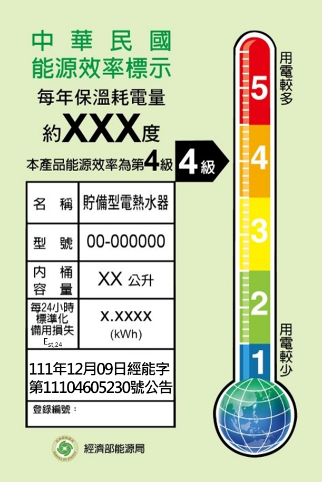 中華民國
能源效率標示
每年保溫耗電量
約XXX度
本產品能源效率為第4級
4級
名稱 貯備型電熱水器
型號 00-000000
內桶容量 XX 公升
每24小時
標準化
備用損失
Est,24
x.xxxx
(kWh)
111年12月09日經能字
第11104605230號公告
登錄編號：
經濟部能源局
用電較多
5
4
3
2
1
用電較少